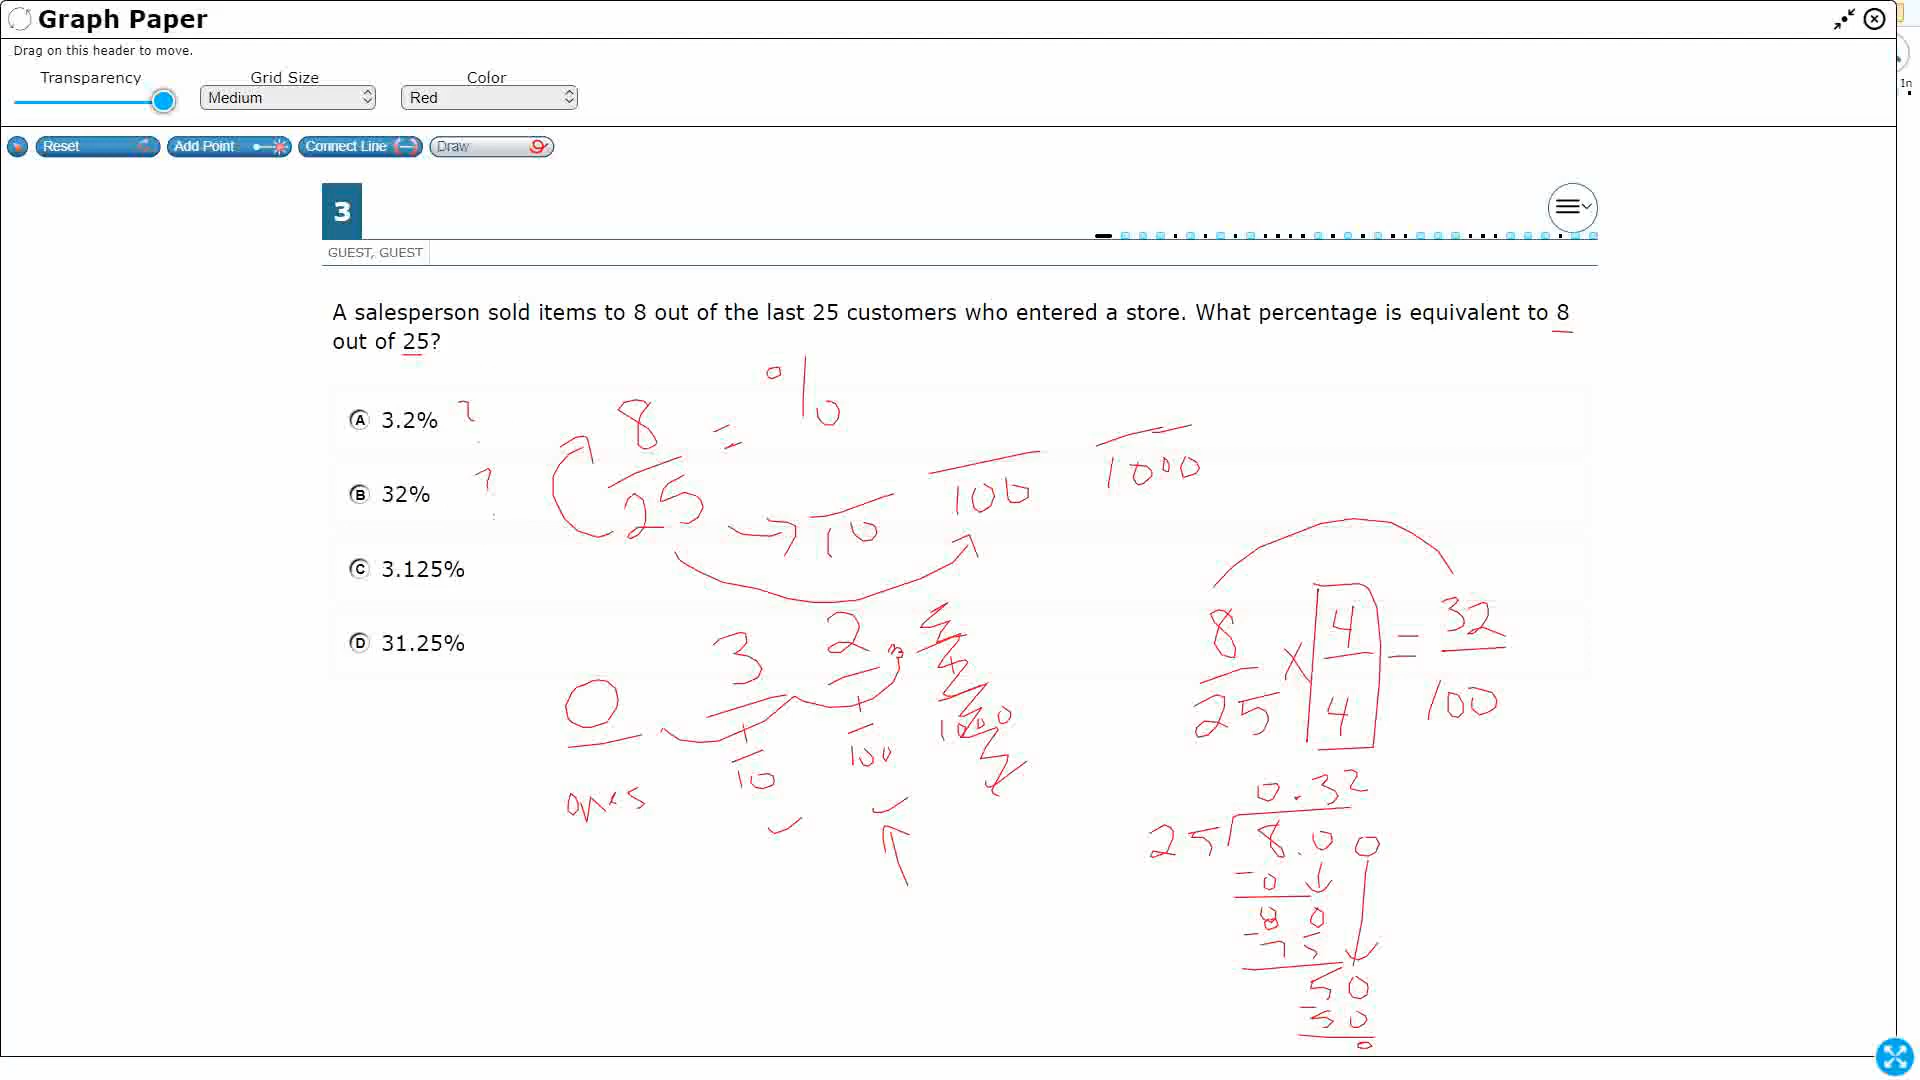 Graph Paper
Drag on this header to move.
Transparency
Grid Size
Color
Medium
Red
Reset
Add Point
Connect Line
Draw
In
3
GUEST, GUEST
A salesperson sold items to 8 out of the last 25 customers who entered a store. What percentage is equivalent to 8
out of 25?
A 3.2% ?
B 32% ?
C 3.125%
D 31.25%
8
25
= %
10
100
1000
0
3
2
ones
1
10
1
100
1000
8
25
×
4
4
=
32
100
0.32
25 8.00
-0
80
-75
50
-50
0